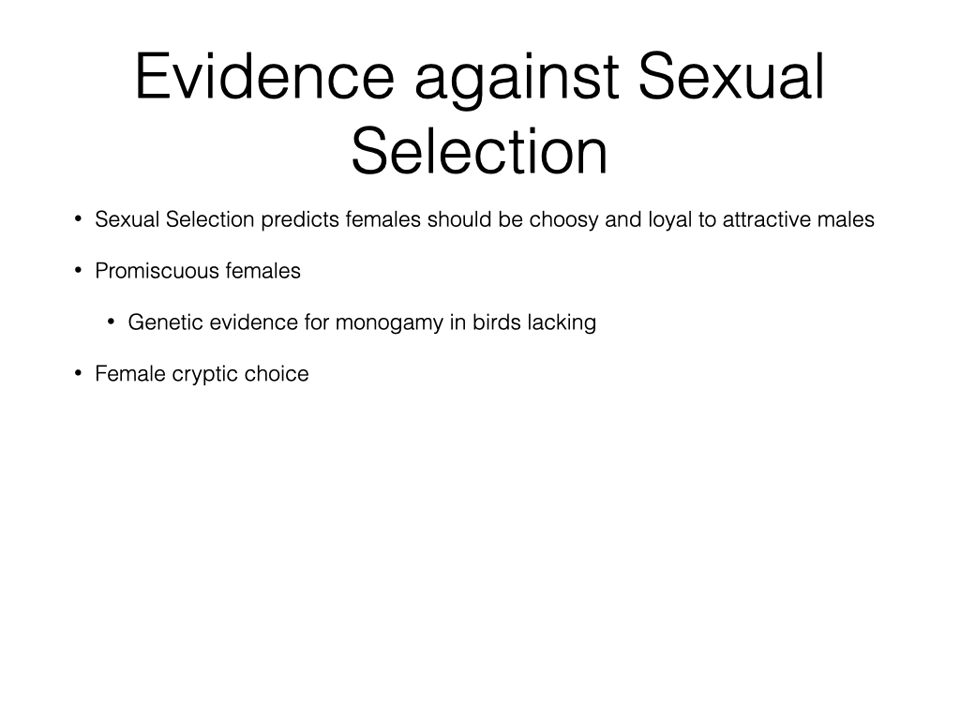 Evidence against Sexual
Selection
• Sexual Selection predicts females should be choosy and loyal to attractive males
• Promiscuous females
• Genetic evidence for monogamy in birds lacking
• Female cryptic choice